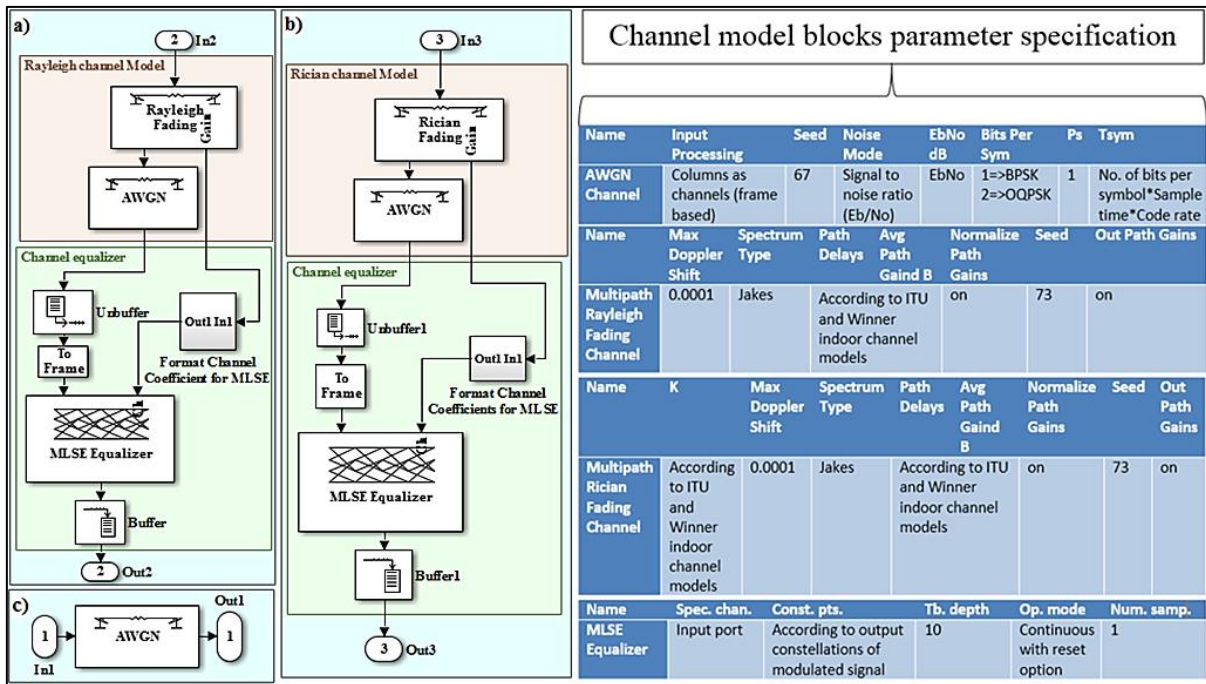 a)
2
In2
Rayleigh channel Model
Rayleigh
Fading
Gain
AWGN
Channel equalizer
Unbuffer
To
Frame
Out1 In1
Format Channel
Coefficient for MLSE
Ch
MLSE Equalizer
Buffer
2
Out2
c)
1
In1
AWGN
Out1
1
b)
3
In3
Rician channel Model
Rician
Fading
Gain
AWGN
Channel equalizer
Unbuffer1
To
Frame
Out1 In1
Format Channel
Coefficients for MLSE
Ch
MLSE Equalizer
Buffer1
3
Out3
Channel model blocks parameter specification
Name Input Seed Noise EbNo Bits Per Ps Tsym
Processing Mode dB Sym
AWGN Columns as 67 Signal to EbNo 1=>BPSK 1 No. of bits per
Channel channels (frame noise ratio 2=>OQPSK symbol*Sample
based) (Eb/No) time*Code rate
Name Max Spectrum Path Avg Normalize Seed Out Path Gains
Doppler Type Delays Path Path
Shift Gaind B Gains
Multipath 0.0001 Jakes According to ITU on 73 on
Rayleigh and Winner
Fading indoor channel
Channel models
Name K Max Spectrum Path Avg Normalize Seed Out
Doppler Type Delays Path Path Path
Shift Gaind Gains Gains
B
Multipath According 0.0001 Jakes According to ITU on 73 on
Rician to ITU and Winner
Fading and indoor channel
Channel Winner models
indoor
channel
models
Name Spec. chan. Const. pts. Tb. depth Op. mode Num. samp.
MLSE Input port According to output 10 Continuous 1
Equalizer constellations of with reset
modulated signal option